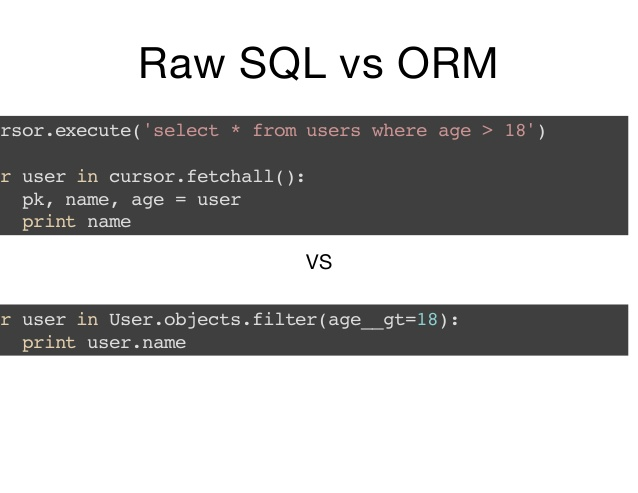 Raw SQL vs ORM
rsor.execute('select * from users where age > 18')
r user in cursor.fetchall():
pk, name, age = user
print name
vs
r user in User.objects.filter(age__gt=18):
print user.name